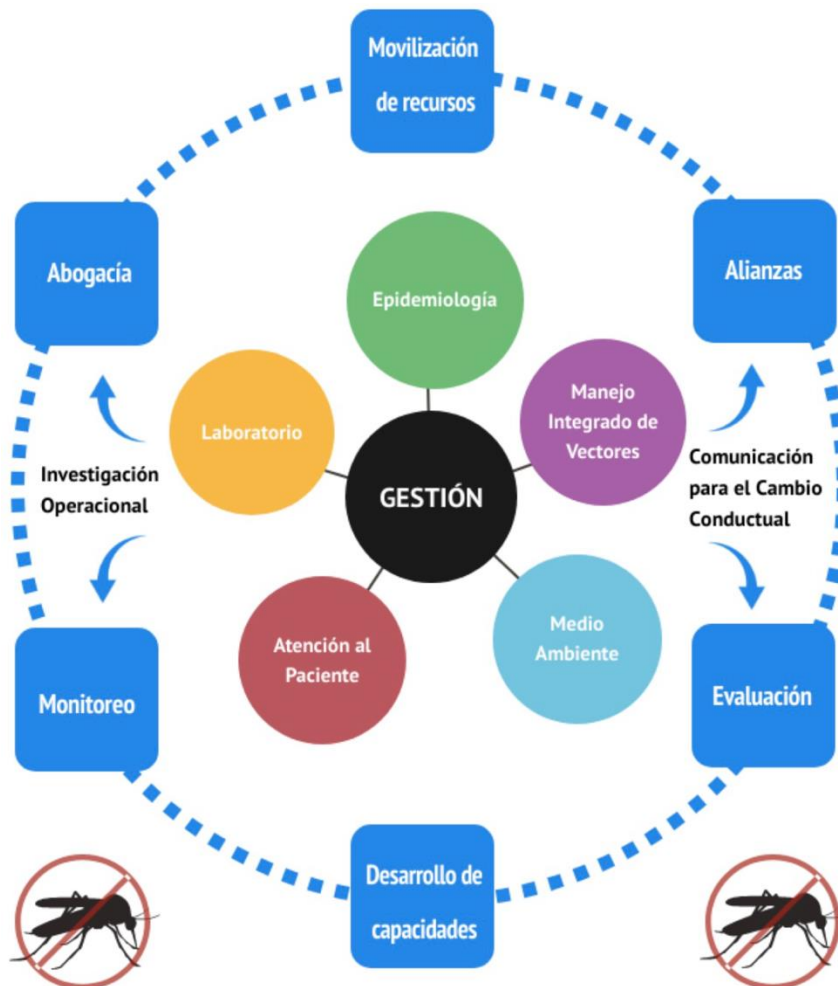 Movilización
de recursos
Abogacía
Alianzas
Epidemiología
Laboratorio
Manejo
Integrado de
Vectores
Investigación
Operacional
GESTIÓN
Comunicación
para el Cambio
Conductual
Atención al
Paciente
Medio
Ambiente
Monitoreo
Evaluación
Desarrollo de
capacidades